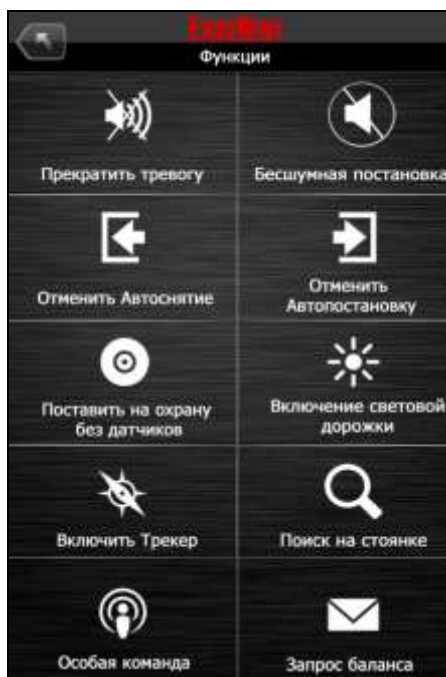 Функции
Прекратить тревогу
Бесшумная постановка
Отменить Автоснятие
Отменить
Автопостановку
Поставить на охрану
без датчиков
Включение световой
дорожки
Включить Трекер
Поиск на стоянке
Особая команда
Запрос баланса